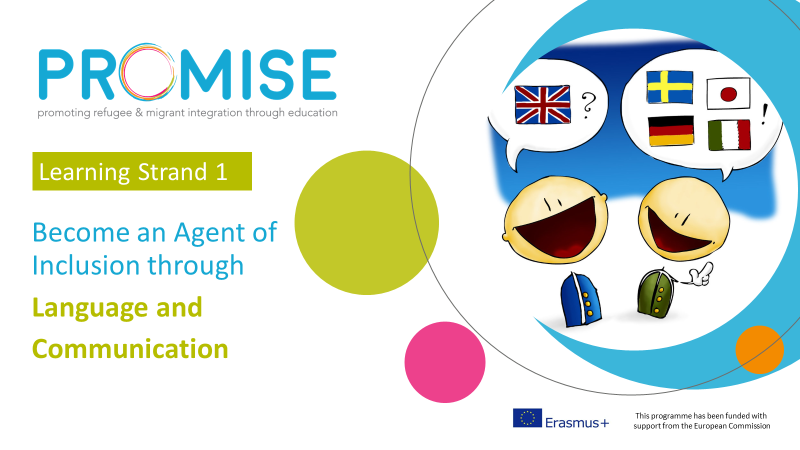 PROMISE
promoting refugee & migrant integration through education
Learning Strand 1
Become an Agent of
Inclusion through
Language and
Communication
?
!
Erasmus+
This programme has been funded with
support from the European Commission